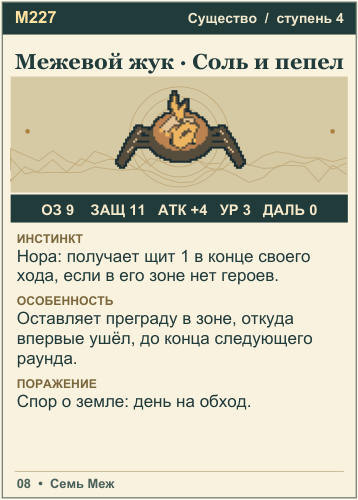 M227 Существо / ступень 4
Межевой жук · Соль и пепел
ОЗ 9 ЗАЩ 11 АТК +4 УР 3 ДАЛЬ 0
ИНСТИНКТ
Нора: получает щит 1 в конце своего
хода, если в его зоне нет героев.
ОСОБЕННОСТЬ
Оставляет преграду в зоне, откуда
впервые ушёл, до конца следующего
раунда.
ПОРАЖЕНИЕ
Спор о земле: день на обход.
08 • Семь Меж